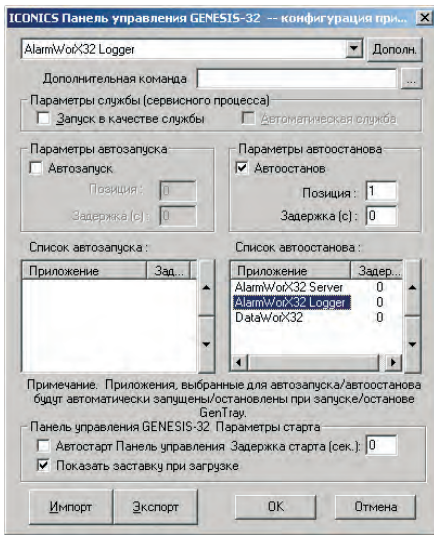 ICONICS Панель управления GENESIS-32 -- конфигурация при...
AlarmWorX32 Logger
Дополн.
Дополнительная команда
...
Параметры службы (сервисного процесса)
Запуск в качестве службы
Автоматическая служба
Параметры автозапуска
Автозапуск
Позиция : 0
Задержка (с) : 0
Параметры автоостанова
Автоостанов
Позиция : 1
Задержка (с) : 0
Список автозапуска :
Приложение Зад...
Список автоостанова :
Приложение Задер...
AlarmWorX32 Server 0
AlarmWorX32 Logger 0
DataWorX32 0
Примечание. Приложения, выбранные для автозапуска/автоостанова
будут автоматически запущены/остановлены при запуске/останове
GenTray.
Панель управления GENESIS-32 Параметры старта
Автостарт Панель управления Задержка старта (сек.): 0
Показать заставку при загрузке
Импорт
Экспорт
OK
Отмена